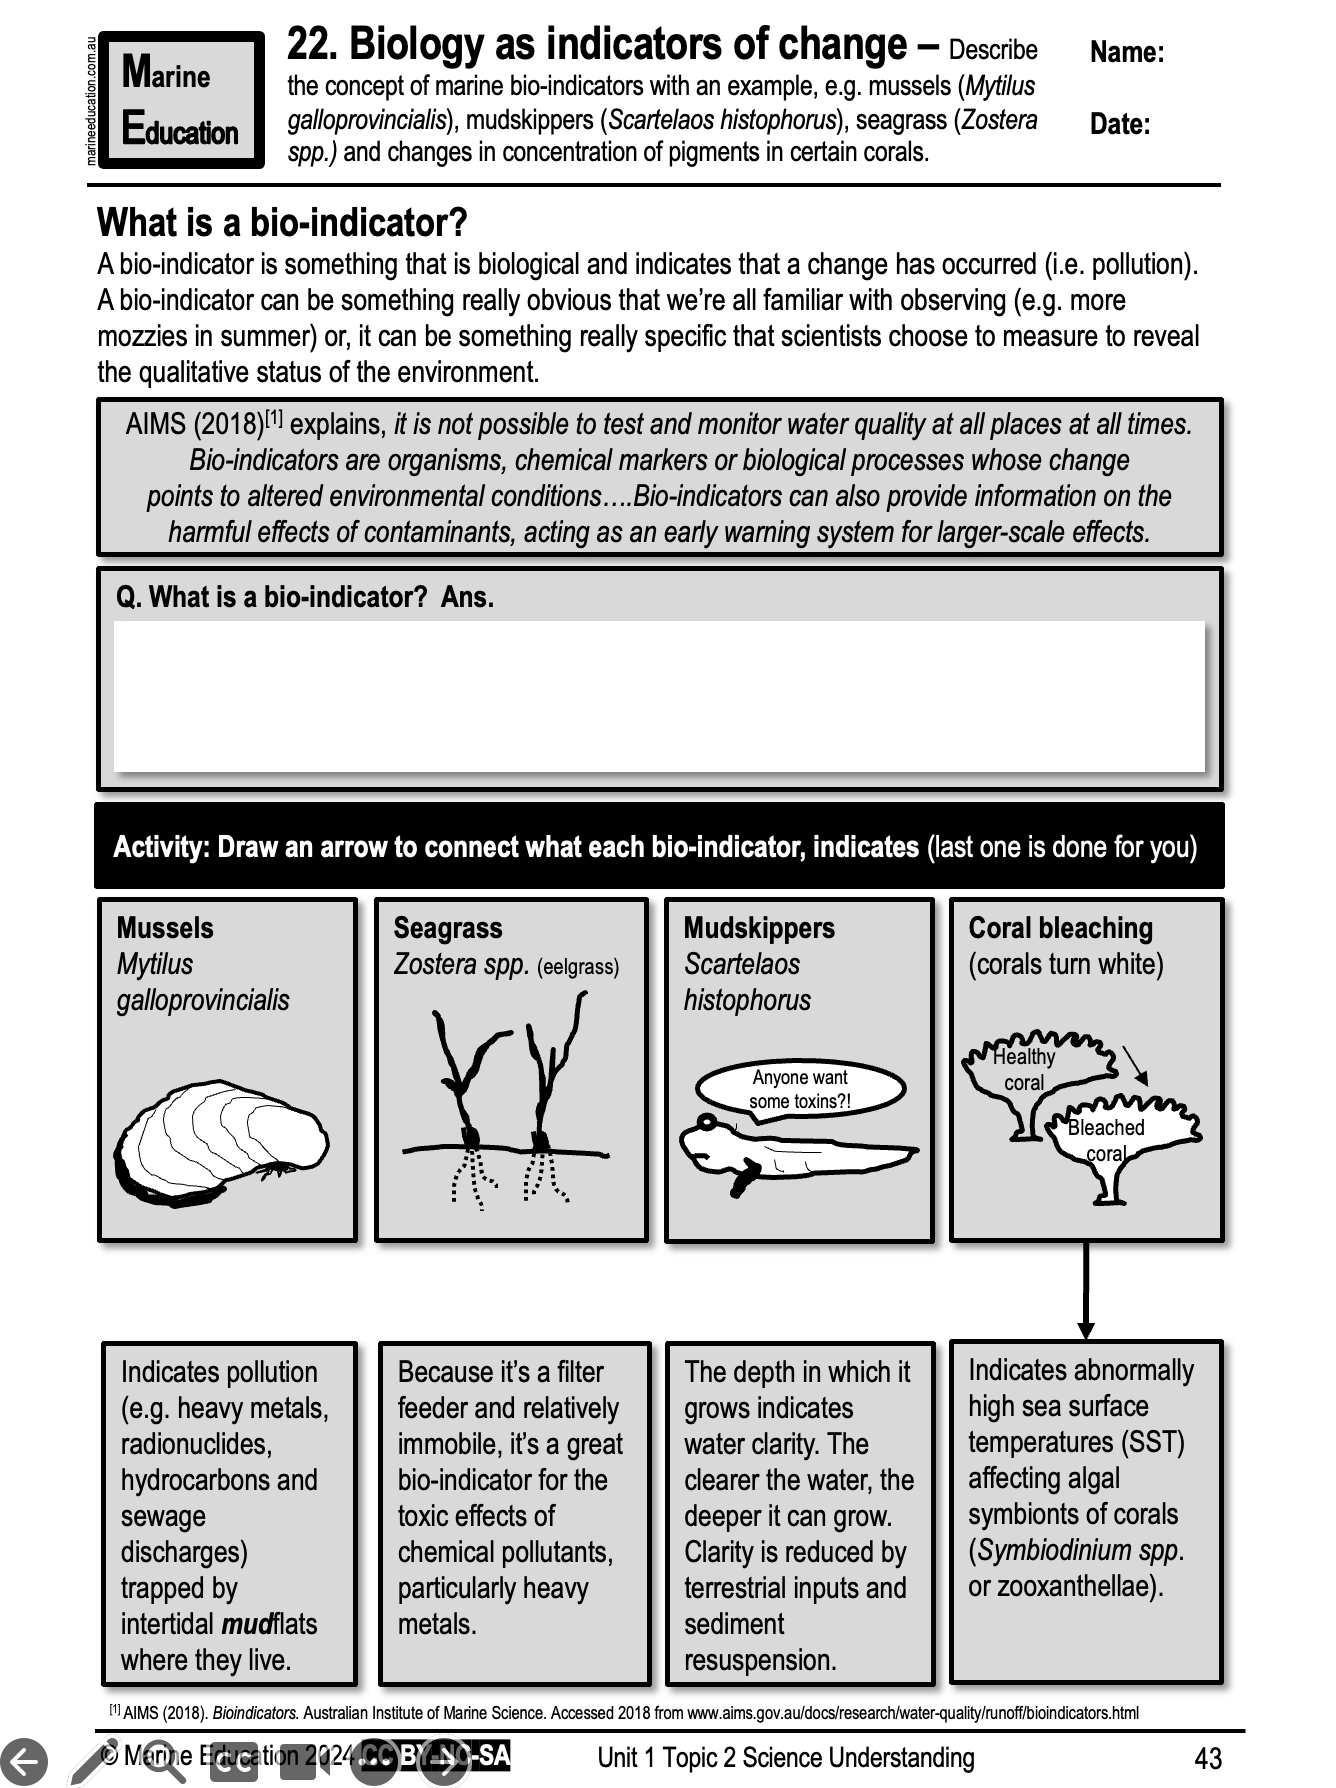 marineeducation.com.au
Marine
Education
22. Biology as indicators of change – Describe
the concept of marine bio-indicators with an example, e.g. mussels (Mytilus
galloprovincialis), mudskippers (Scartelaos histophorus), seagrass (Zostera
spp.) and changes in concentration of pigments in certain corals.
Name:
Date:
What is a bio-indicator?
A bio-indicator is something that is biological and indicates that a change has occurred (i.e. pollution).
A bio-indicator can be something really obvious that we’re all familiar with observing (e.g. more
mozzies in summer) or, it can be something really specific that scientists choose to measure to reveal
the qualitative status of the environment.
AIMS (2018)[1] explains, it is not possible to test and monitor water quality at all places at all times.
Bio-indicators are organisms, chemical markers or biological processes whose change
points to altered environmental conditions….Bio-indicators can also provide information on the
harmful effects of contaminants, acting as an early warning system for larger-scale effects.
Q. What is a bio-indicator? Ans.
Activity: Draw an arrow to connect what each bio-indicator, indicates (last one is done for you)
Mussels
Mytilus
galloprovincialis
Seagrass
Zostera spp. (eelgrass)
Mudskippers
Scartelaos
histophorus
Anyone want
some toxins?!
Coral bleaching
(corals turn white)
Healthy
coral
Bleached
coral
Indicates pollution
(e.g. heavy metals,
radionuclides,
hydrocarbons and
sewage
discharges)
trapped by
intertidal mudflats
where they live.
Because it’s a filter
feeder and relatively
immobile, it’s a great
bio-indicator for the
toxic effects of
chemical pollutants,
particularly heavy
metals.
The depth in which it
grows indicates
water clarity. The
clearer the water, the
deeper it can grow.
Clarity is reduced by
terrestrial inputs and
sediment
resuspension.
Indicates abnormally
high sea surface
temperatures (SST)
affecting algal
symbionts of corals
(Symbiodinium spp.
or zooxanthellae).
[1] AIMS (2018). Bioindicators. Australian Institute of Marine Science. Accessed 2018 from www.aims.gov.au/docs/research/water-quality/runoff/bioindicators.html
© Marine Education 2024 CC BY-NC-SA
CC
Unit 1 Topic 2 Science Understanding
43